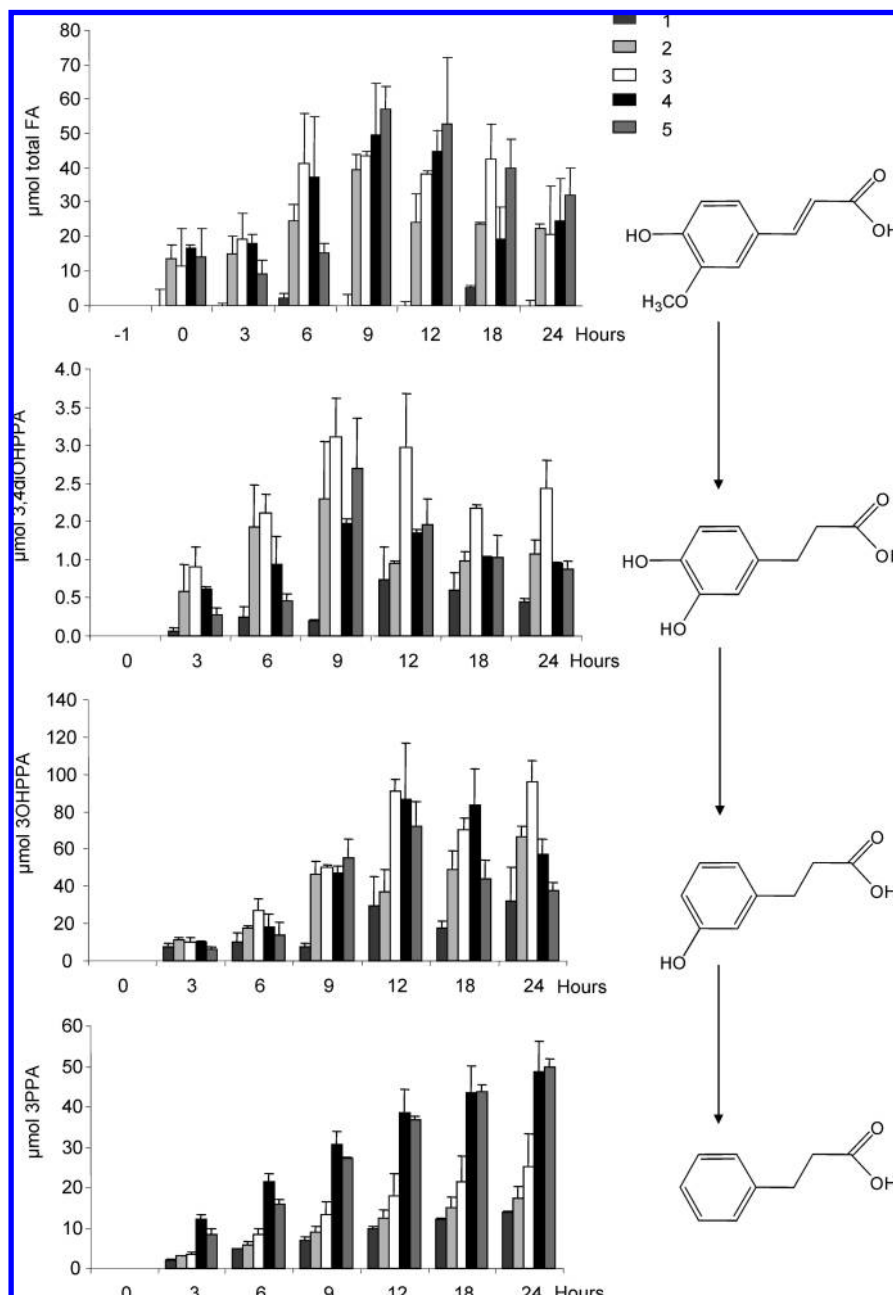 1
2
3
4
5
µmol total FA
80
70
60
50
40
30
20
10
0
-1 0 3 6 9 12 18 24 Hours
HO
H₃CO
O
OH
µmol 3,4diOHPPA
4.0
3.5
3.0
2.5
2.0
1.0
0.5
0.0
0 3 6 9 12 18 24 Hours
HO
HO
O
µmol 3OHPPA
140
120
100
80
60
40
20
0
0 3 6 9 12 18 24 Hours
HO
O
OH
µmol 3PPA
60
50
40
30
20
10
0
0 3 6 9 12 18 24 Hours
O
OH